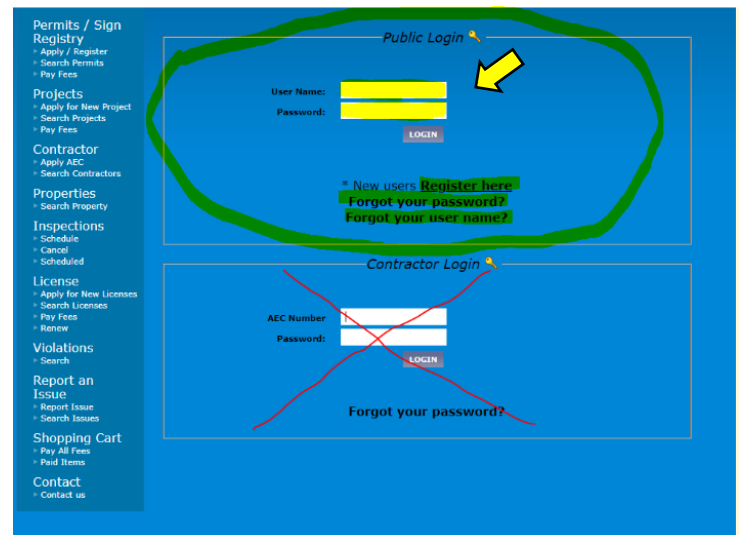 Permits / Sign
Registry
Apply / Register
Search Permits
Pay Fees
Projects
Apply for New Project
Search Projects
Pay Fees
Contractor
Apply AEC
Search Contractors
Properties
Search Property
Inspections
Schedule
Cancel
Scheduled
License
Apply for New Licenses
Search Licenses
Pay Fees
Renew
Violations
Search
Report an
Issue
Report Issue
Search Issues
Shopping Cart
Pay All Fees
Paid Items
Contact
Contact us
Public Login
User Name:
Password:
LOGIN
* New users Register here
Forgot your password?
Forgot your user name?
Contractor Login
AEC Number
Password:
LOGIN
Forgot your password?